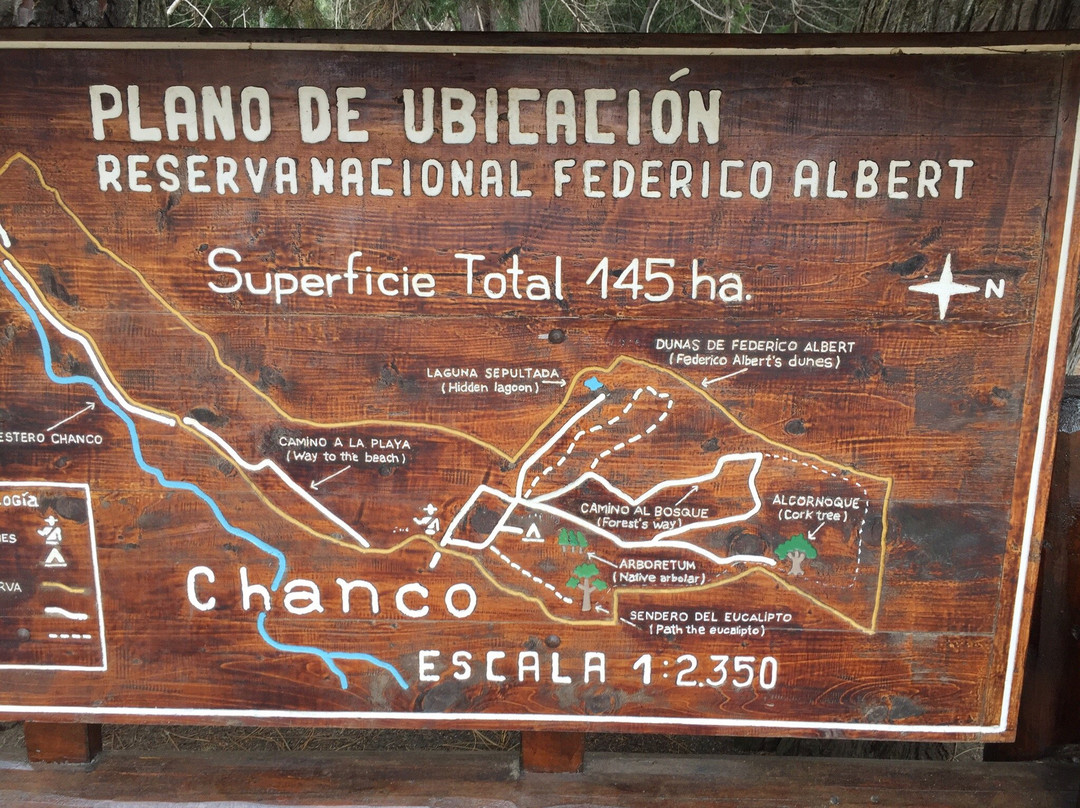 PLANO DE UBICACIÓN
RESERVA NACIONAL FEDERICO ALBERT
Superficie Total 145 ha.
N
DUNAS DE FEDERICO ALBERT
(Federico Albert's dunes)
LAGUNA SEPULTADA
(Hidden lagoon)
ESTERO CHANCO
CAMINO A LA PLAYA
(Way to the beach)
CAMINO AL BOSQUE
(Forest's way)
ALCORNOQUE
(Cork tree)
ARBORETUM
(Native arbolar)
SENDERO DEL EUCALIPTO
(Path the eucalipto)
Chanco
ESCALA 1:2.350